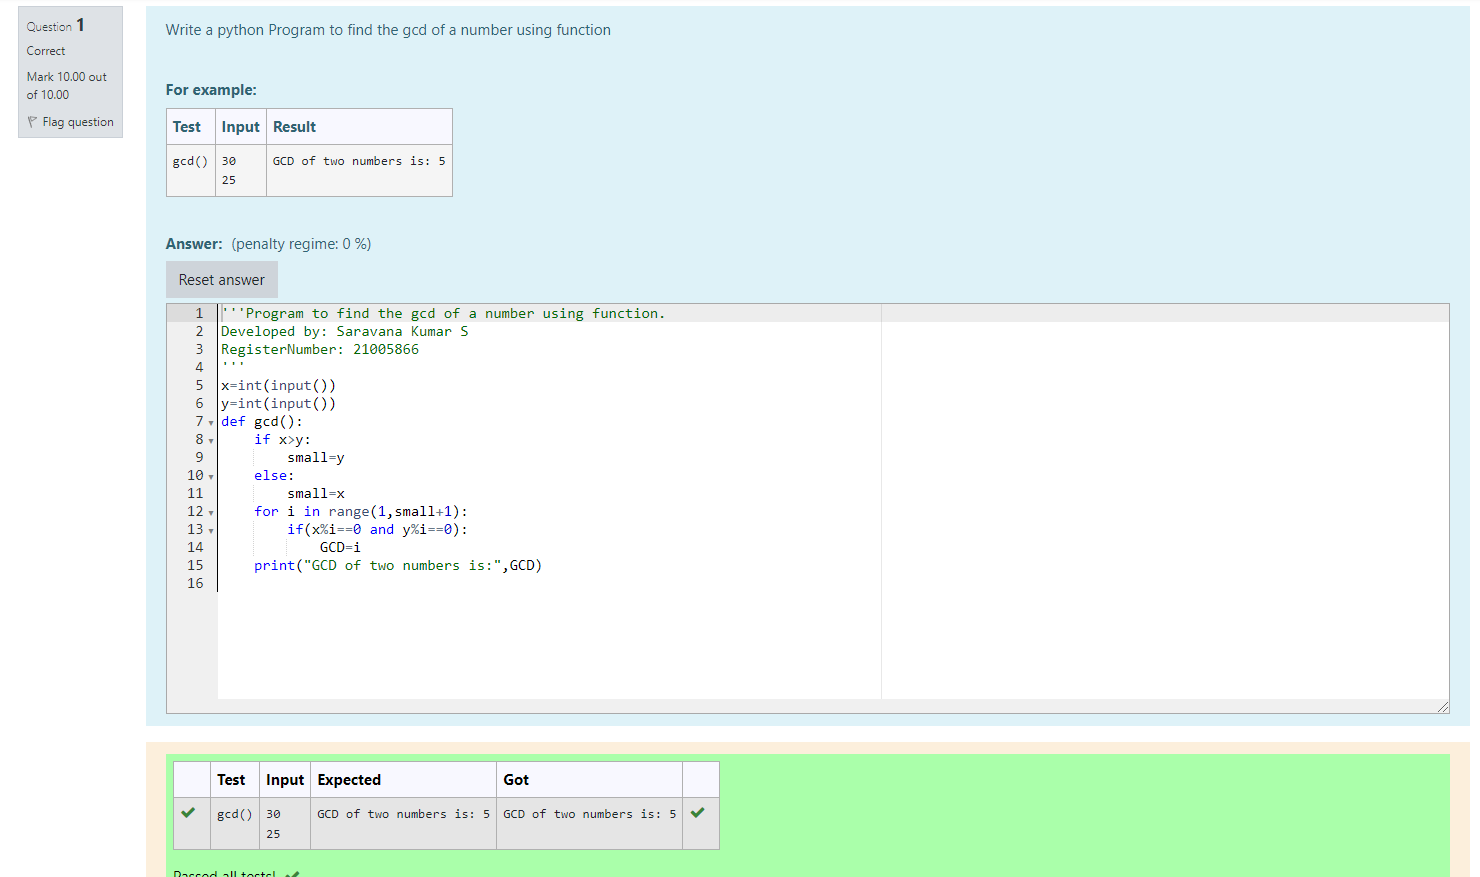 Question 1
Correct
Mark 10.00 out
of 10.00
Flag question
Write a python Program to find the gcd of a number using function
For example:
Test Input Result
gcd() 30 GCD of two numbers is: 5
25
Answer: (penalty regime: 0 %)
Reset answer
1 '''Program to find the gcd of a number using function.
2 Developed by: Saravana Kumar S
3 RegisterNumber: 21005866
4 '''
5 x=int(input())
6 y=int(input())
7 def gcd():
8     if x>y:
9         small=y
10     else:
11         small=x
12     for i in range(1,small+1):
13         if(x%i==0 and y%i==0):
14             GCD=i
15     print("GCD of two numbers is:",GCD)
16
Test Input Expected Got
gcd() 30 GCD of two numbers is: 5 GCD of two numbers is: 5
25
Passed all tests!